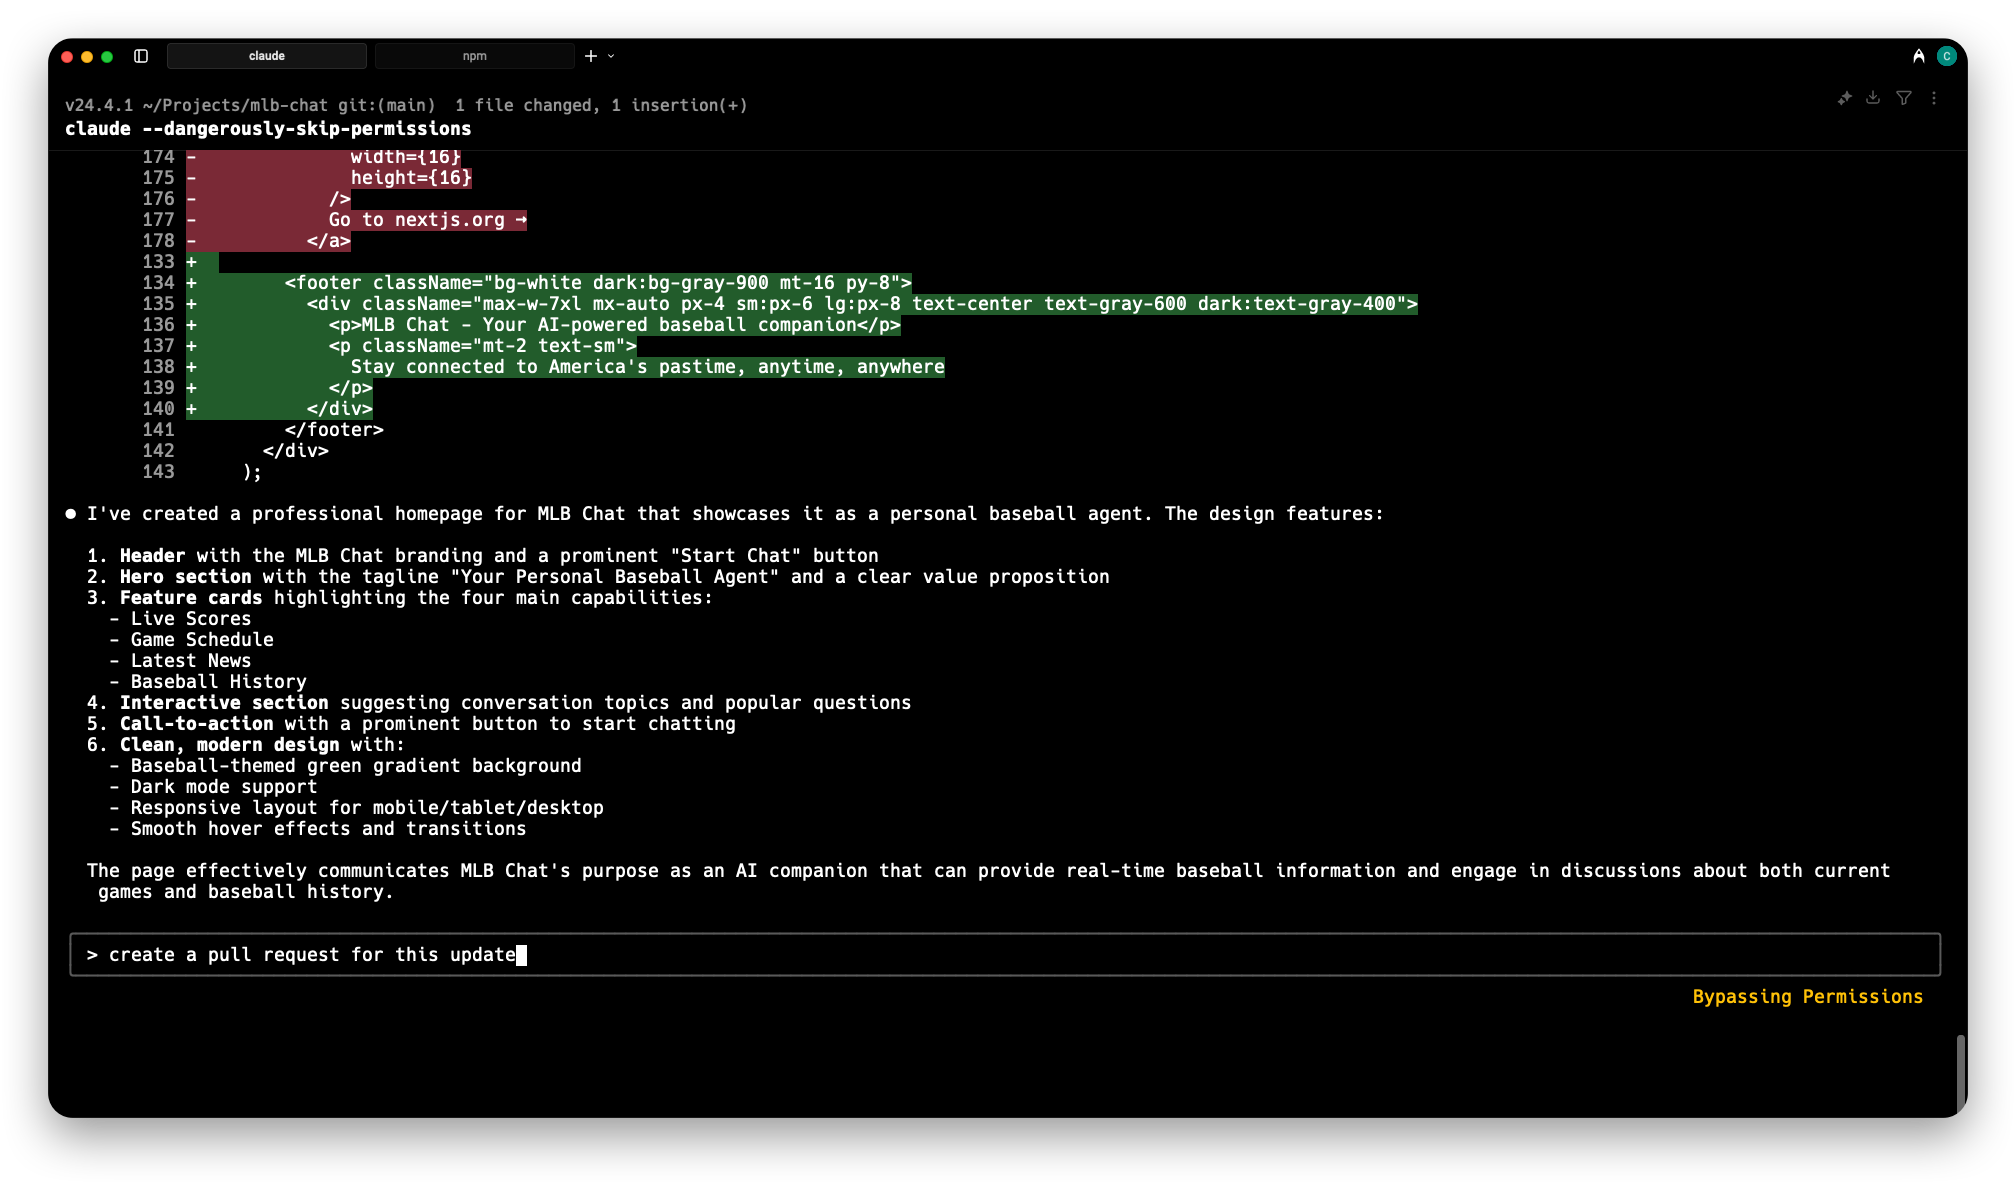 claude
npm
C
v24.4.1 ~/Projects/mlb-chat git:(main)  1 file changed, 1 insertion(+)
claude --dangerously-skip-permissions
174 -              width={16}
175 -              height={16}
176 -            />
177 -            Go to nextjs.org →
178 -          </a>
133 +
134 +        <footer className="bg-white dark:bg-gray-900 mt-16 py-8">
135 +          <div className="max-w-7xl mx-auto px-4 sm:px-6 lg:px-8 text-center text-gray-600 dark:text-gray-400">
136 +            <p>MLB Chat - Your AI-powered baseball companion</p>
137 +            <p className="mt-2 text-sm">
138 +              Stay connected to America's pastime, anytime, anywhere
139 +            </p>
140 +          </div>
141          </footer>
142        </div>
143      );
● I've created a professional homepage for MLB Chat that showcases it as a personal baseball agent. The design features:
1. Header with the MLB Chat branding and a prominent "Start Chat" button
2. Hero section with the tagline "Your Personal Baseball Agent" and a clear value proposition
3. Feature cards highlighting the four main capabilities:
- Live Scores
- Game Schedule
- Latest News
- Baseball History
4. Interactive section suggesting conversation topics and popular questions
5. Call-to-action with a prominent button to start chatting
6. Clean, modern design with:
- Baseball-themed green gradient background
- Dark mode support
- Responsive layout for mobile/tablet/desktop
- Smooth hover effects and transitions
The page effectively communicates MLB Chat's purpose as an AI companion that can provide real-time baseball information and engage in discussions about both current
games and baseball history.
> create a pull request for this update
Bypassing Permissions